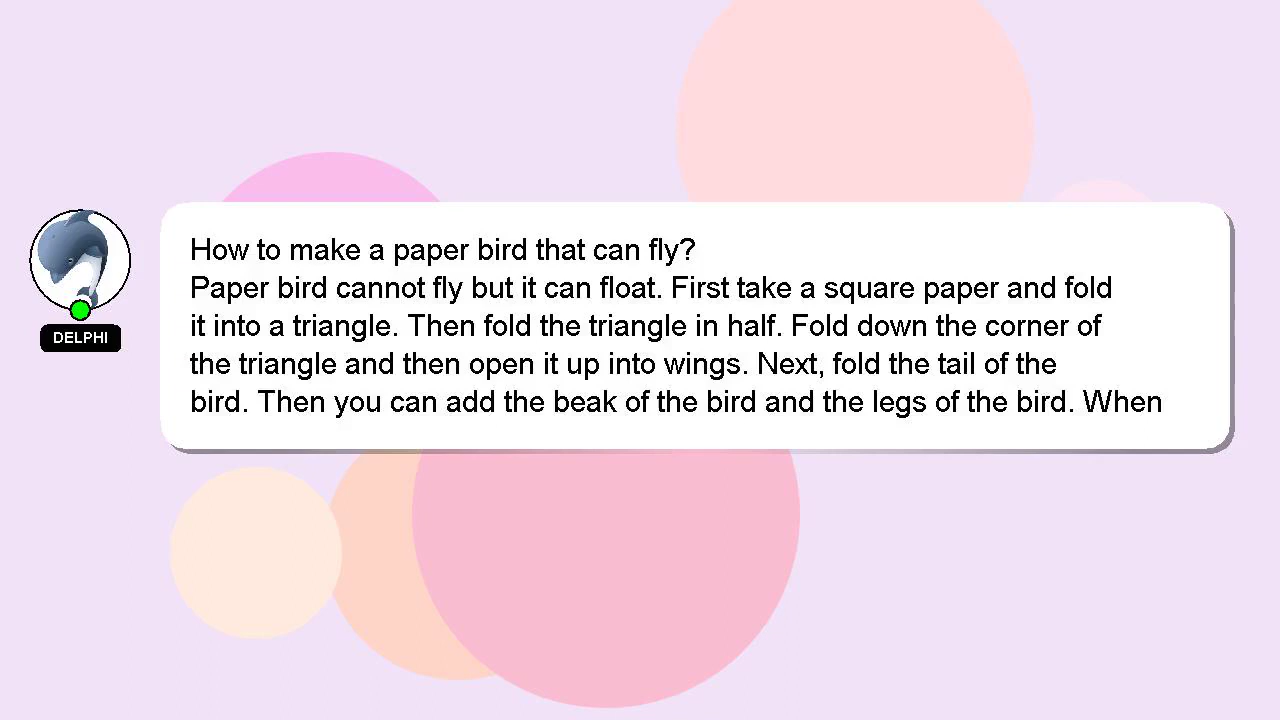 How to make a paper bird that can fly?
Paper bird cannot fly but it can float. First take a square paper and fold
it into a triangle. Then fold the triangle in half. Fold down the corner of
the triangle and then open it up into wings. Next, fold the tail of the
bird. Then you can add the beak of the bird and the legs of the bird. When
DELPHI